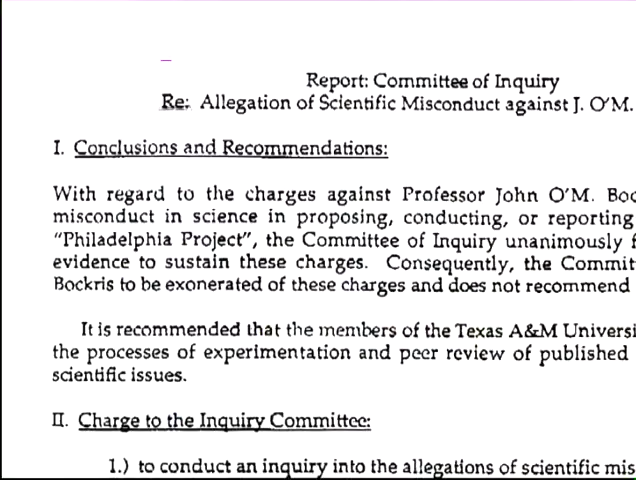 Report: Committee of Inquiry
Re: Allegation of Scientific Misconduct against J. O'M.
I. Conclusions and Recommendations:
With regard to the charges against Professor John O'M. Boc
misconduct in science in proposing, conducting, or reporting
"Philadelphia Project", the Committee of Inquiry unanimously f
evidence to sustain these charges. Consequently, the Commit
Bockris to be exonerated of these charges and does not recommend
It is recommended that the members of the Texas A&M Universi
the processes of experimentation and peer review of published
scientific issues.
II. Charge to the Inquiry Committee:
1.) to conduct an inquiry into the allegations of scientific mis